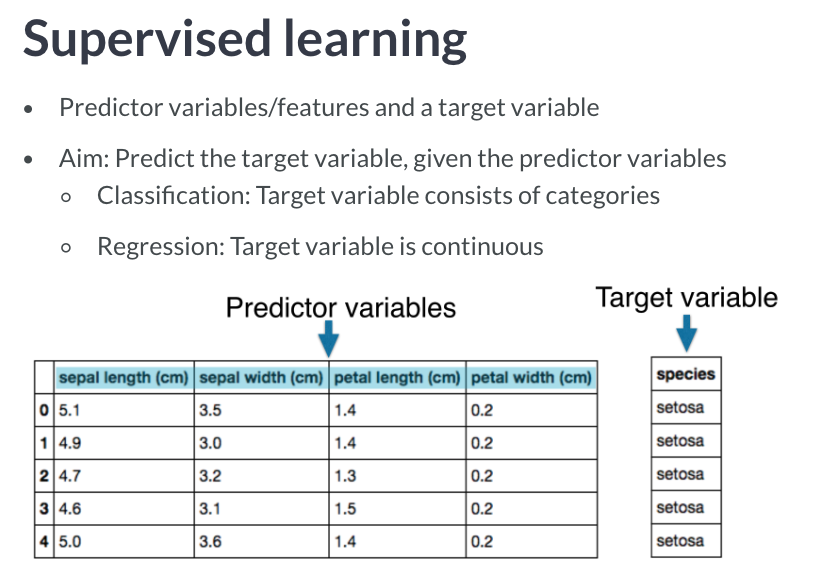 Supervised learning
• Predictor variables/features and a target variable
• Aim: Predict the target variable, given the predictor variables
○ Classification: Target variable consists of categories
○ Regression: Target variable is continuous
Predictor variables
Target variable
sepal length (cm) sepal width (cm) petal length (cm) petal width (cm)
0 5.1 3.5 1.4 0.2
1 4.9 3.0 1.4 0.2
2 4.7 3.2 1.3 0.2
3 4.6 3.1 1.5 0.2
4 5.0 3.6 1.4 0.2
species
setosa
setosa
setosa
setosa
setosa